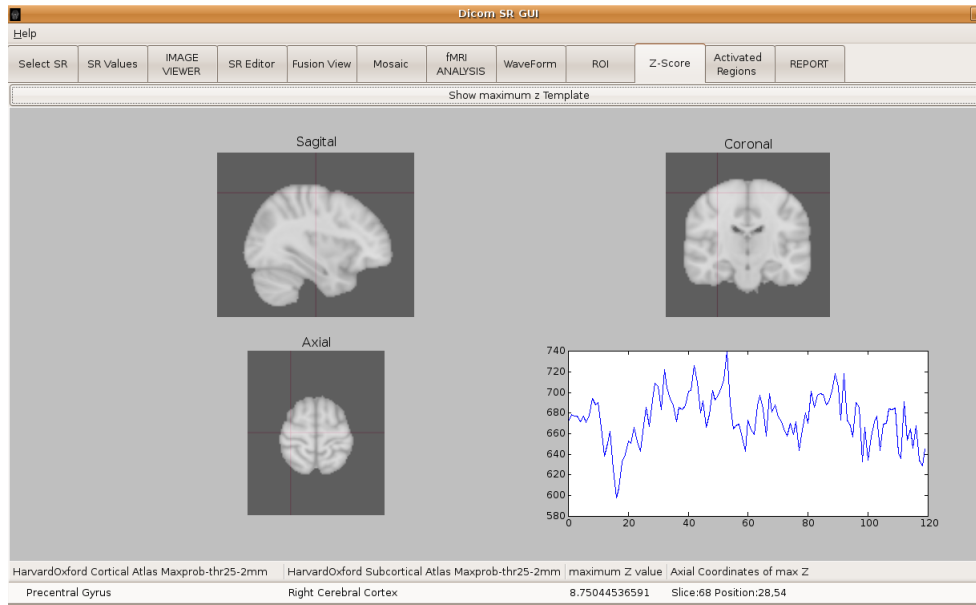 Dicom SR GUI
Help
Select SR SR Values IMAGE VIEWER SR Editor Fusion View Mosaic fMRI ANALYSIS WaveForm ROI Z-Score Activated Regions REPORT
Show maximum z Template
Sagital
Coronal
Axial
740
720
700
680
660
640
620
600
580
0 20 40 60 80 100 120
HarvardOxford Cortical Atlas Maxprob-thr25-2mm HarvardOxford Subcortical Atlas Maxprob-thr25-2mm maximum Z value Axial Coordinates of max Z
Precentral Gyrus Right Cerebral Cortex 8.75044536591 Slice:68 Position:28,54